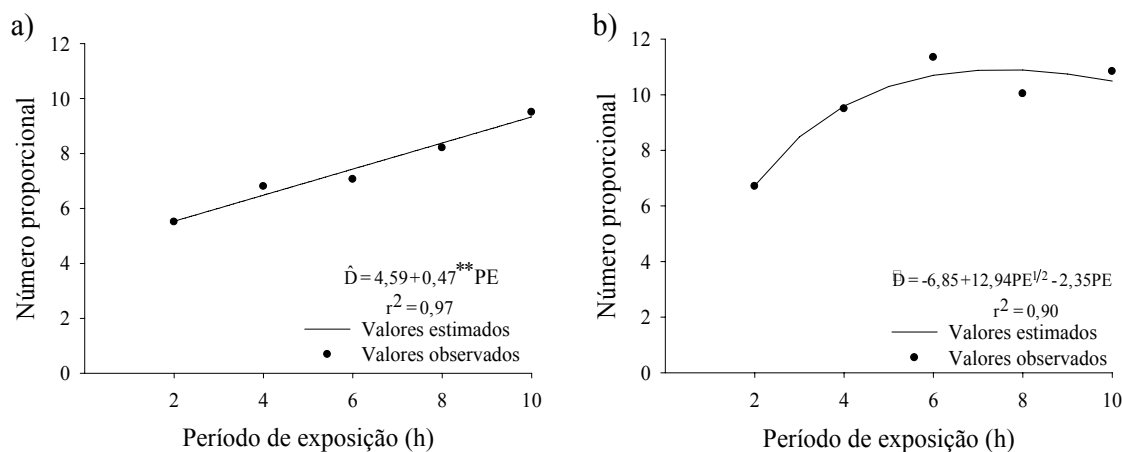 a)
12
10
8
6
4
2
0
Número proporcional
D̂ = 4,59 + 0,47**PE
r² = 0,97
Valores estimados
Valores observados
2 4 6 8 10
Período de exposição (h)
b)
12
10
8
6
4
2
0
Número proporcional
D = -6,85 + 12,94PE^1/2 - 2,35PE
r² = 0,90
Valores estimados
Valores observados
2 4 6 8 10
Período de exposição (h)